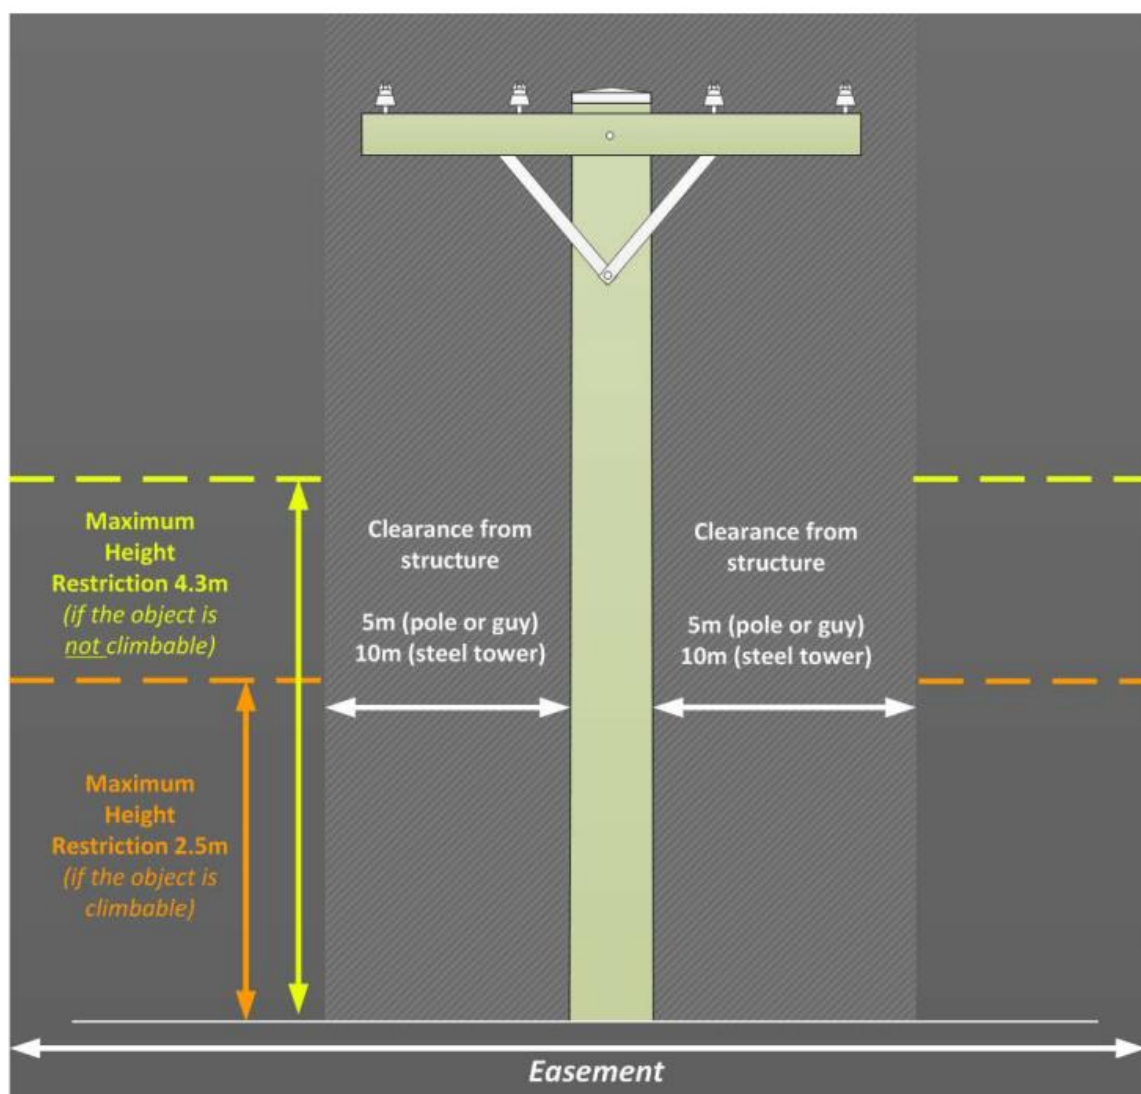 Maximum
Height
Restriction 4.3m
(if the object is
not climbable)
Maximum
Height
Restriction 2.5m
(if the object is
climbable)
Clearance from
structure
5m (pole or guy)
10m (steel tower)
Clearance from
structure
5m (pole or guy)
10m (steel tower)
Easement